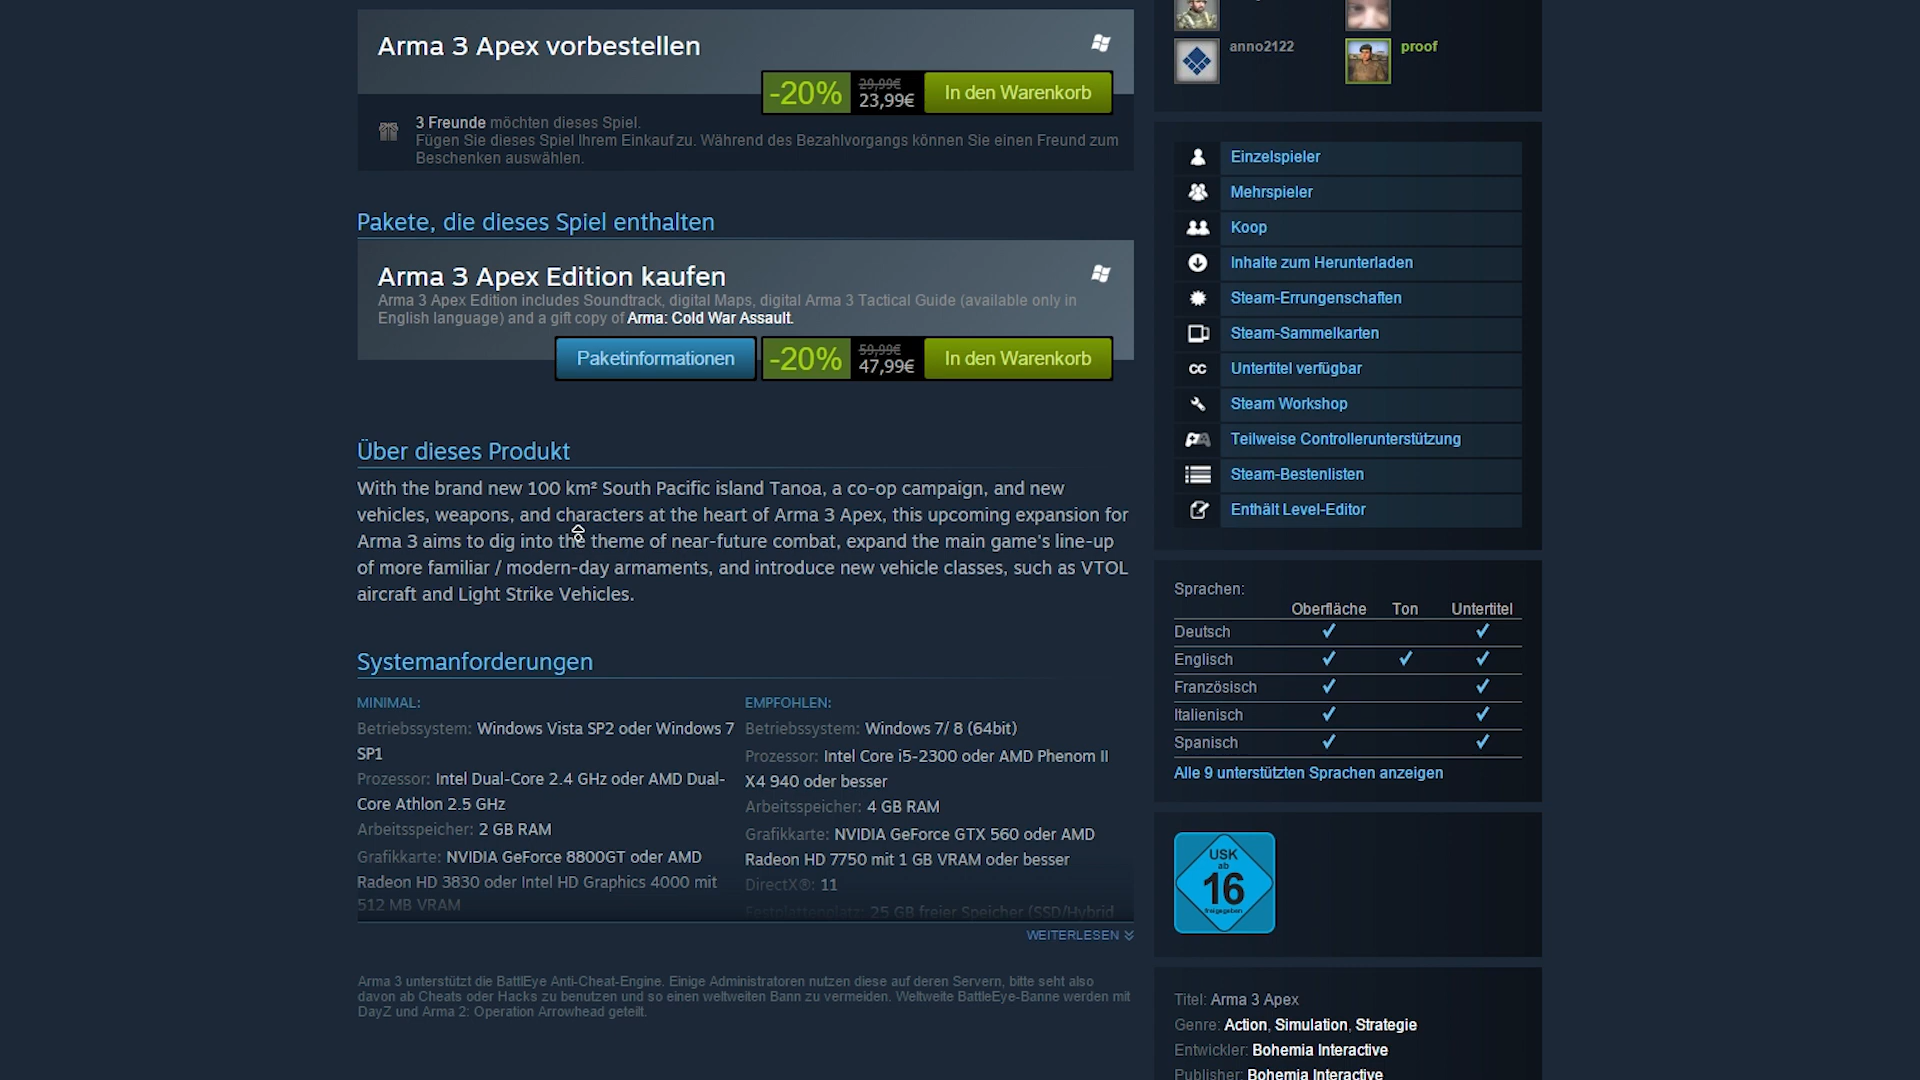 Arma 3 Apex vorbestellen
-20%
29,99€
23,99€
In den Warenkorb
3 Freunde möchten dieses Spiel.
Fügen Sie dieses Spiel Ihrem Einkauf zu. Während des Bezahlvorgangs können Sie einen Freund zum
Beschenken auswählen.
Pakete, die dieses Spiel enthalten
Arma 3 Apex Edition kaufen
Arma 3 Apex Edition includes Soundtrack, digital Maps, digital Arma 3 Tactical Guide (available only in
English language) and a gift copy of Arma: Cold War Assault.
Paketinformationen
-20%
59,99€
47,99€
In den Warenkorb
Über dieses Produkt
With the brand new 100 km² South Pacific island Tanoa, a co-op campaign, and new
vehicles, weapons, and characters at the heart of Arma 3 Apex, this upcoming expansion for
Arma 3 aims to dig into the theme of near-future combat, expand the main game's line-up
of more familiar / modern-day armaments, and introduce new vehicle classes, such as VTOL
aircraft and Light Strike Vehicles.
Systemanforderungen
MINIMAL:
Betriebssystem: Windows Vista SP2 oder Windows 7
SP1
Prozessor: Intel Dual-Core 2.4 GHz oder AMD Dual-
Core Athlon 2.5 GHz
Arbeitsspeicher: 2 GB RAM
Grafikkarte: NVIDIA GeForce 8800GT oder AMD
Radeon HD 3830 oder Intel HD Graphics 4000 mit
512 MB VRAM
EMPFOHLEN:
Betriebssystem: Windows 7/ 8 (64bit)
Prozessor: Intel Core i5-2300 oder AMD Phenom II
X4 940 oder besser
Arbeitsspeicher: 4 GB RAM
Grafikkarte: NVIDIA GeForce GTX 560 oder AMD
Radeon HD 7750 mit 1 GB VRAM oder besser
DirectX®: 11
Festplattenplatz: 25 GB freier Speicher (SSD/Hybrid
WEITERLESEN
Arma 3 unterstützt die BattlEye Anti-Cheat-Engine. Einige Administratoren nutzen diese auf deren Servern, bitte seht also
davon ab Cheats oder Hacks zu benutzen und so einen weltweiten Bann zu vermeiden. Weltweite BattleEye-Banne werden mit
DayZ und Arma 2: Operation Arrowhead geteilt.
anno2122
proof
Einzelspieler
Mehrspieler
Koop
Inhalte zum Herunterladen
Steam-Errungenschaften
Steam-Sammelkarten
CC Untertitel verfügbar
Steam Workshop
Teilweise Controllerunterstützung
Steam-Bestenlisten
Enthält Level-Editor
Sprachen:
Oberfläche Ton Untertitel
Deutsch
Englisch
Französisch
Italienisch
Spanisch
Alle 9 unterstützten Sprachen anzeigen
USK
ab
16
freigegeben
Titel: Arma 3 Apex
Genre: Action, Simulation, Strategie
Entwickler: Bohemia Interactive
Publisher: Bohemia Interactive